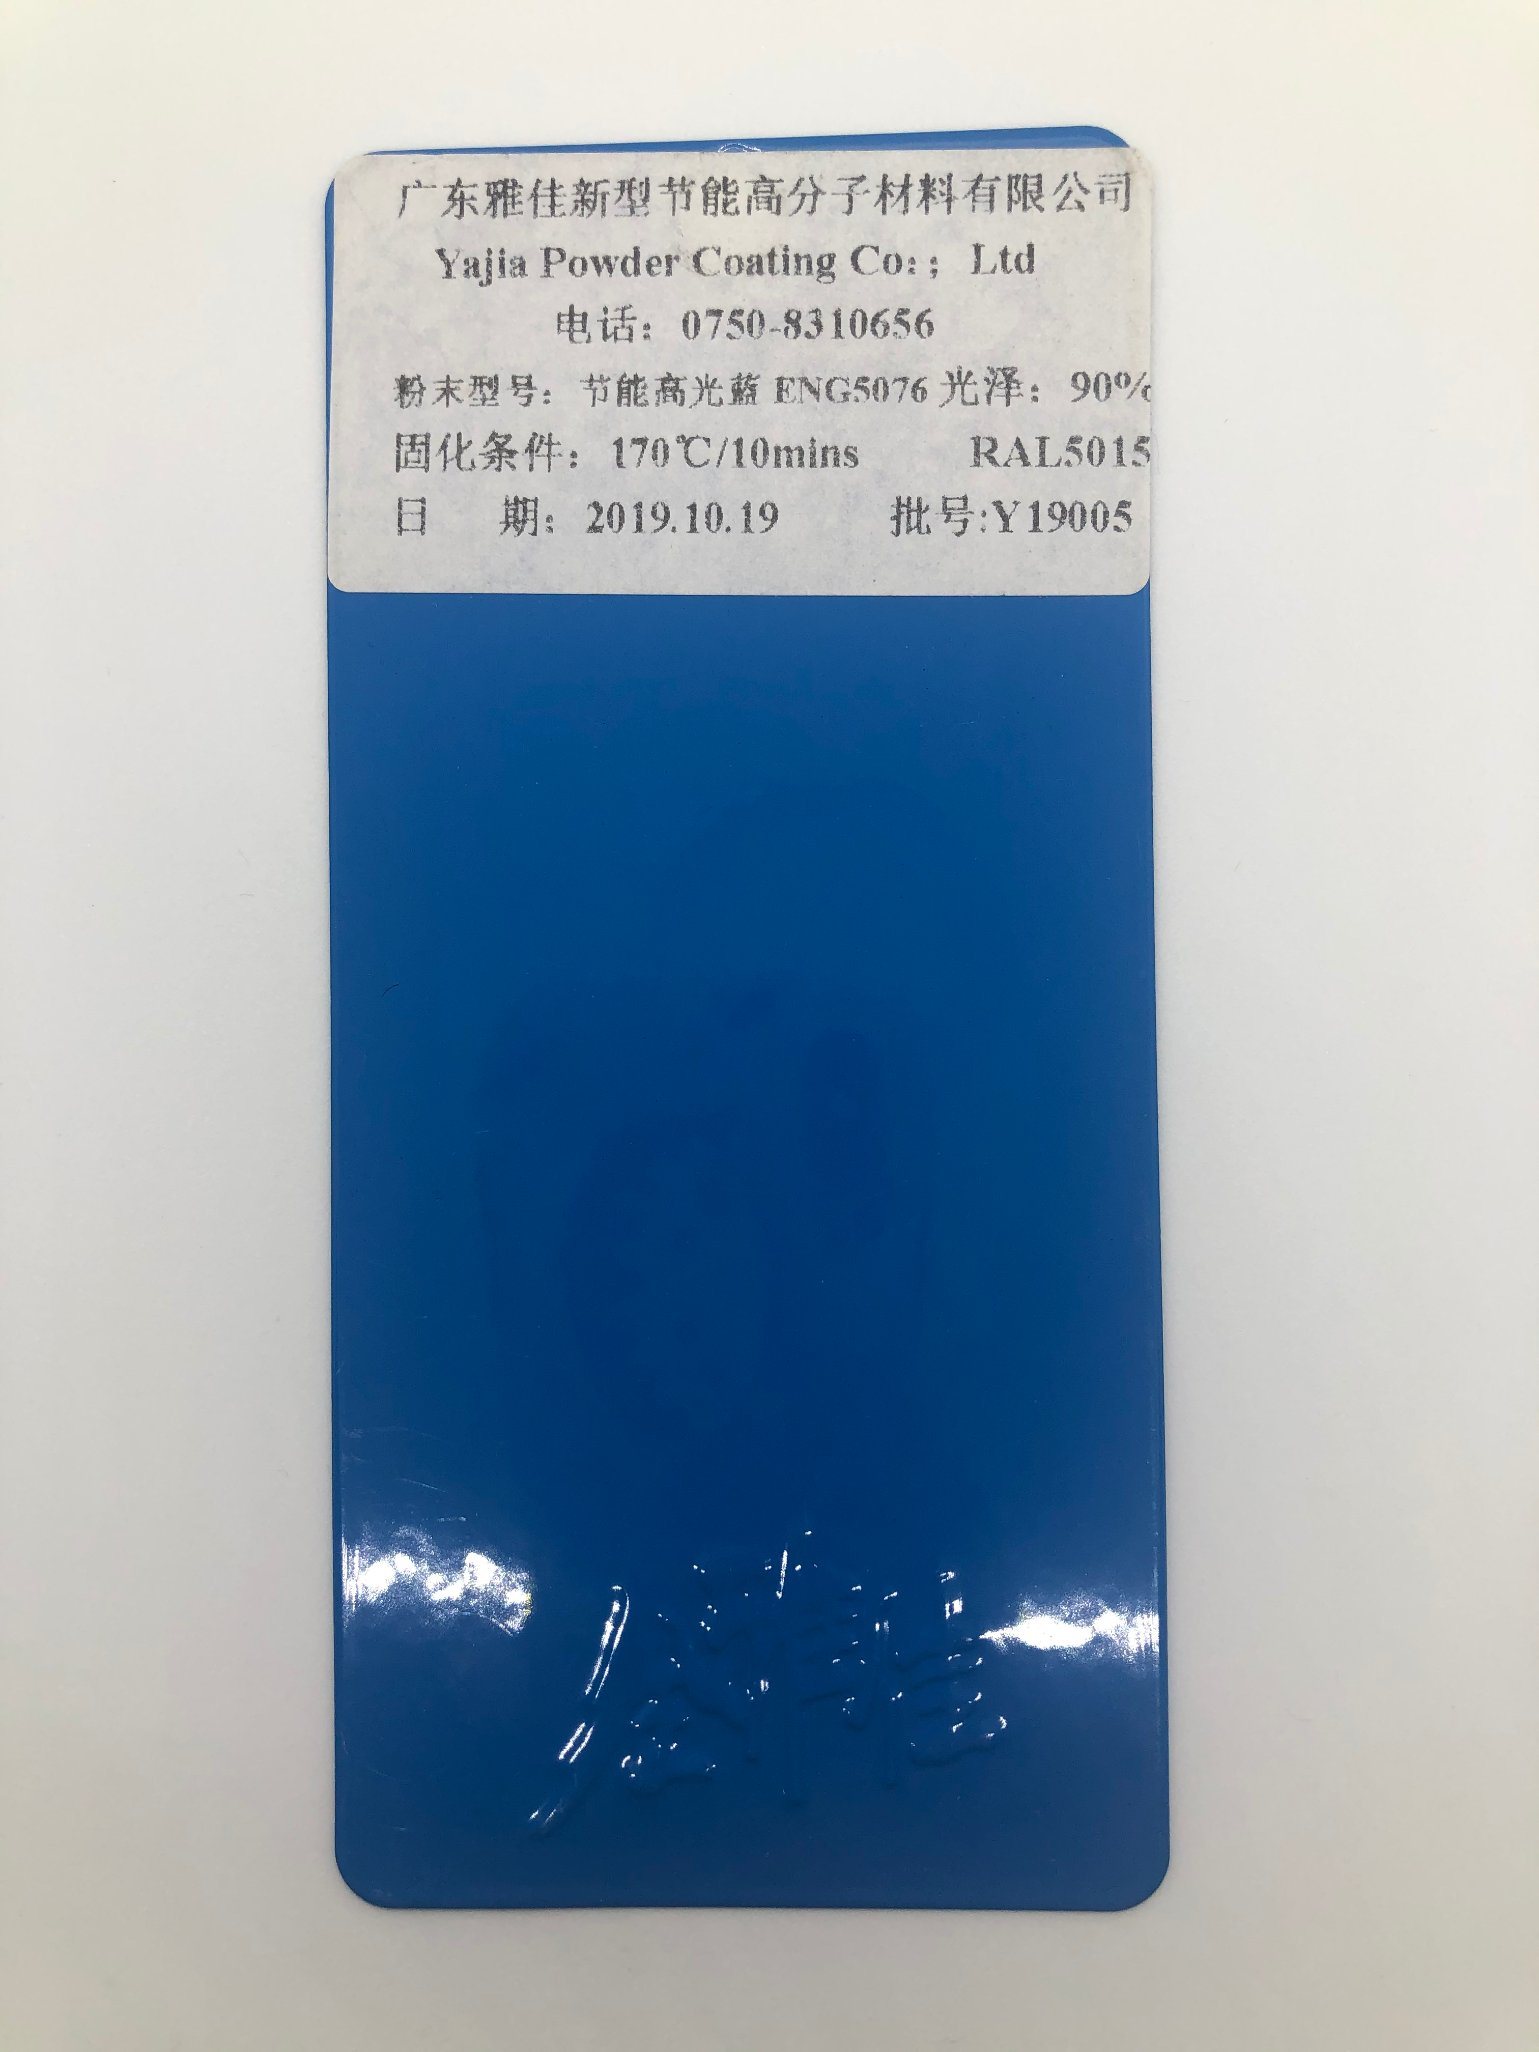 广东雅佳新型节能高分子材料有限公司
Yajia Powder Coating Co:； Ltd
电话：0750-8310656
粉末型号：节能高光蓝 ENG5076 光泽：90%
固化条件：170℃/10mins RAL5015
日 期：2019.10.19 批号:Y19005